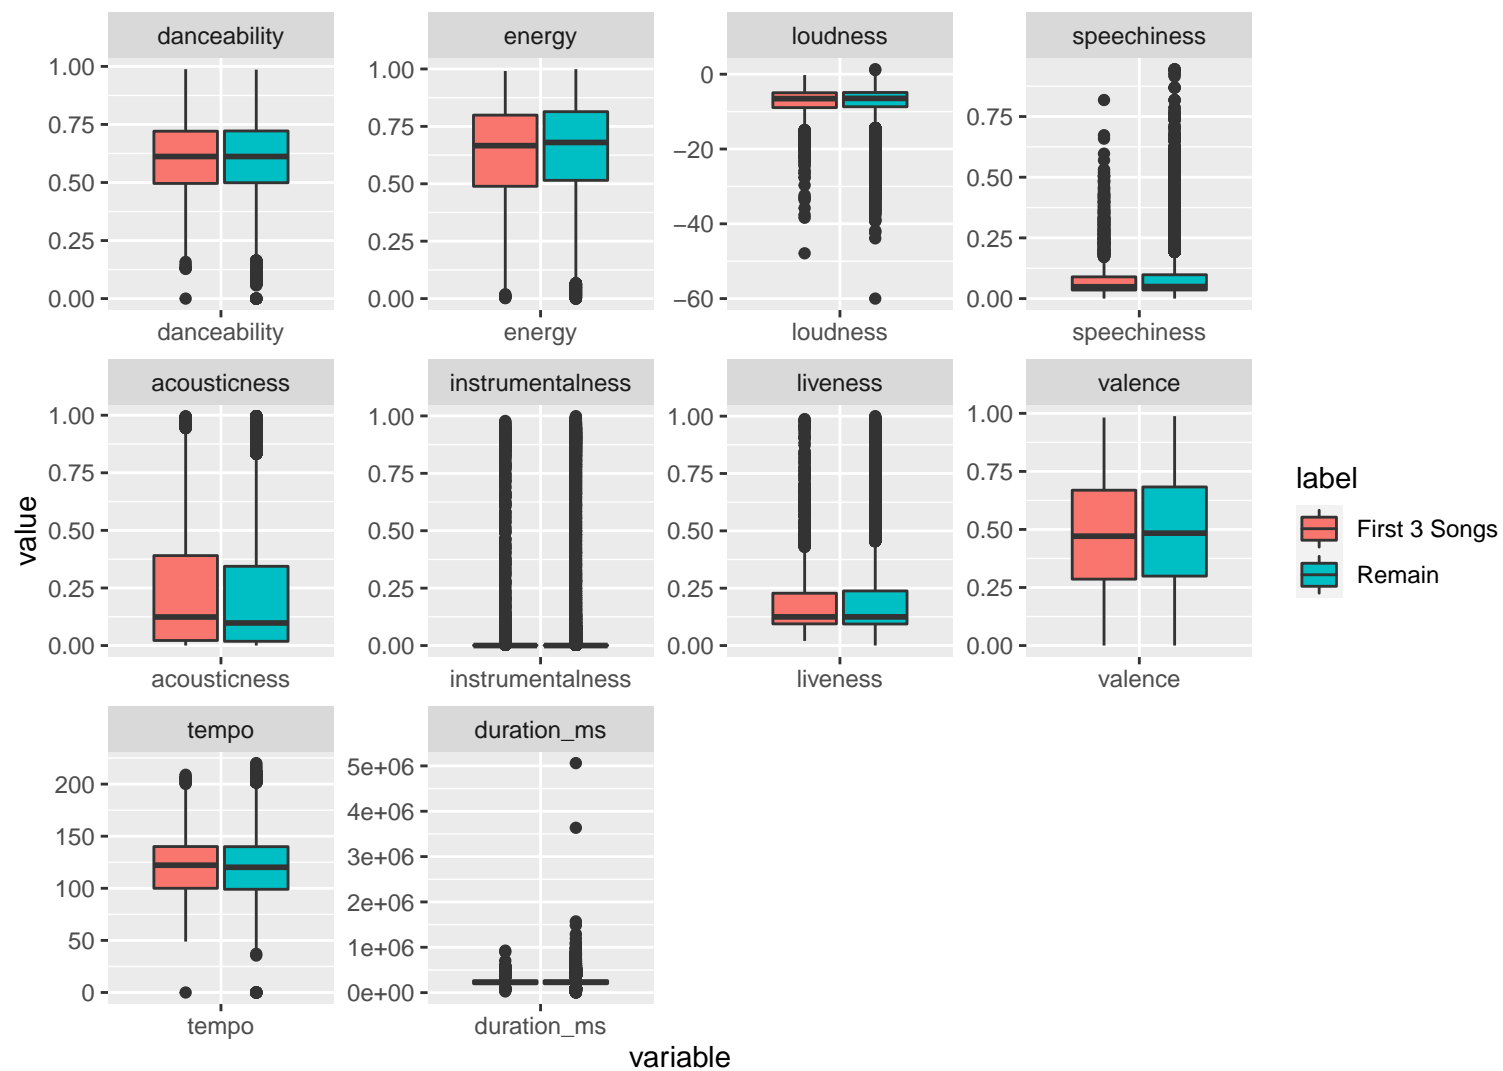 danceability energy loudness speechiness
1.00 1.00 0 0.75
0.75 0.75 −20 0.50
0.50 0.50 −40 0.25
0.25 0.25 −60 0.00
0.00 0.00
danceability energy loudness speechiness
acousticness instrumentalness liveness valence
1.00 1.00 1.00 1.00
0.75 0.75 0.75 0.75
0.50 0.50 0.50 0.50
0.25 0.25 0.25 0.25
0.00 0.00 0.00 0.00
acousticness instrumentalness liveness valence
value
label
First 3 Songs
Remain
tempo duration_ms
200 5e+06
150 4e+06
100 3e+06
50 2e+06
0 1e+06
0e+00
tempo duration_ms
variable